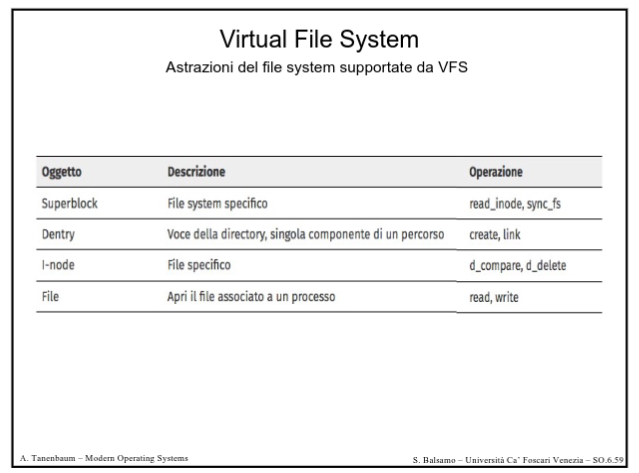 Virtual File System
Astrazioni del file system supportate da VFS
Oggetto Descrizione Operazione
Superblock File system specifico read_inode, sync_fs
Dentry Voce della directory, singola componente di un percorso create, link
I-node File specifico d_compare, d_delete
File Apri il file associato a un processo read, write
A. Tanenbaum – Modern Operating Systems S. Balsamo – Università Ca’ Foscari Venezia – SO.6.59